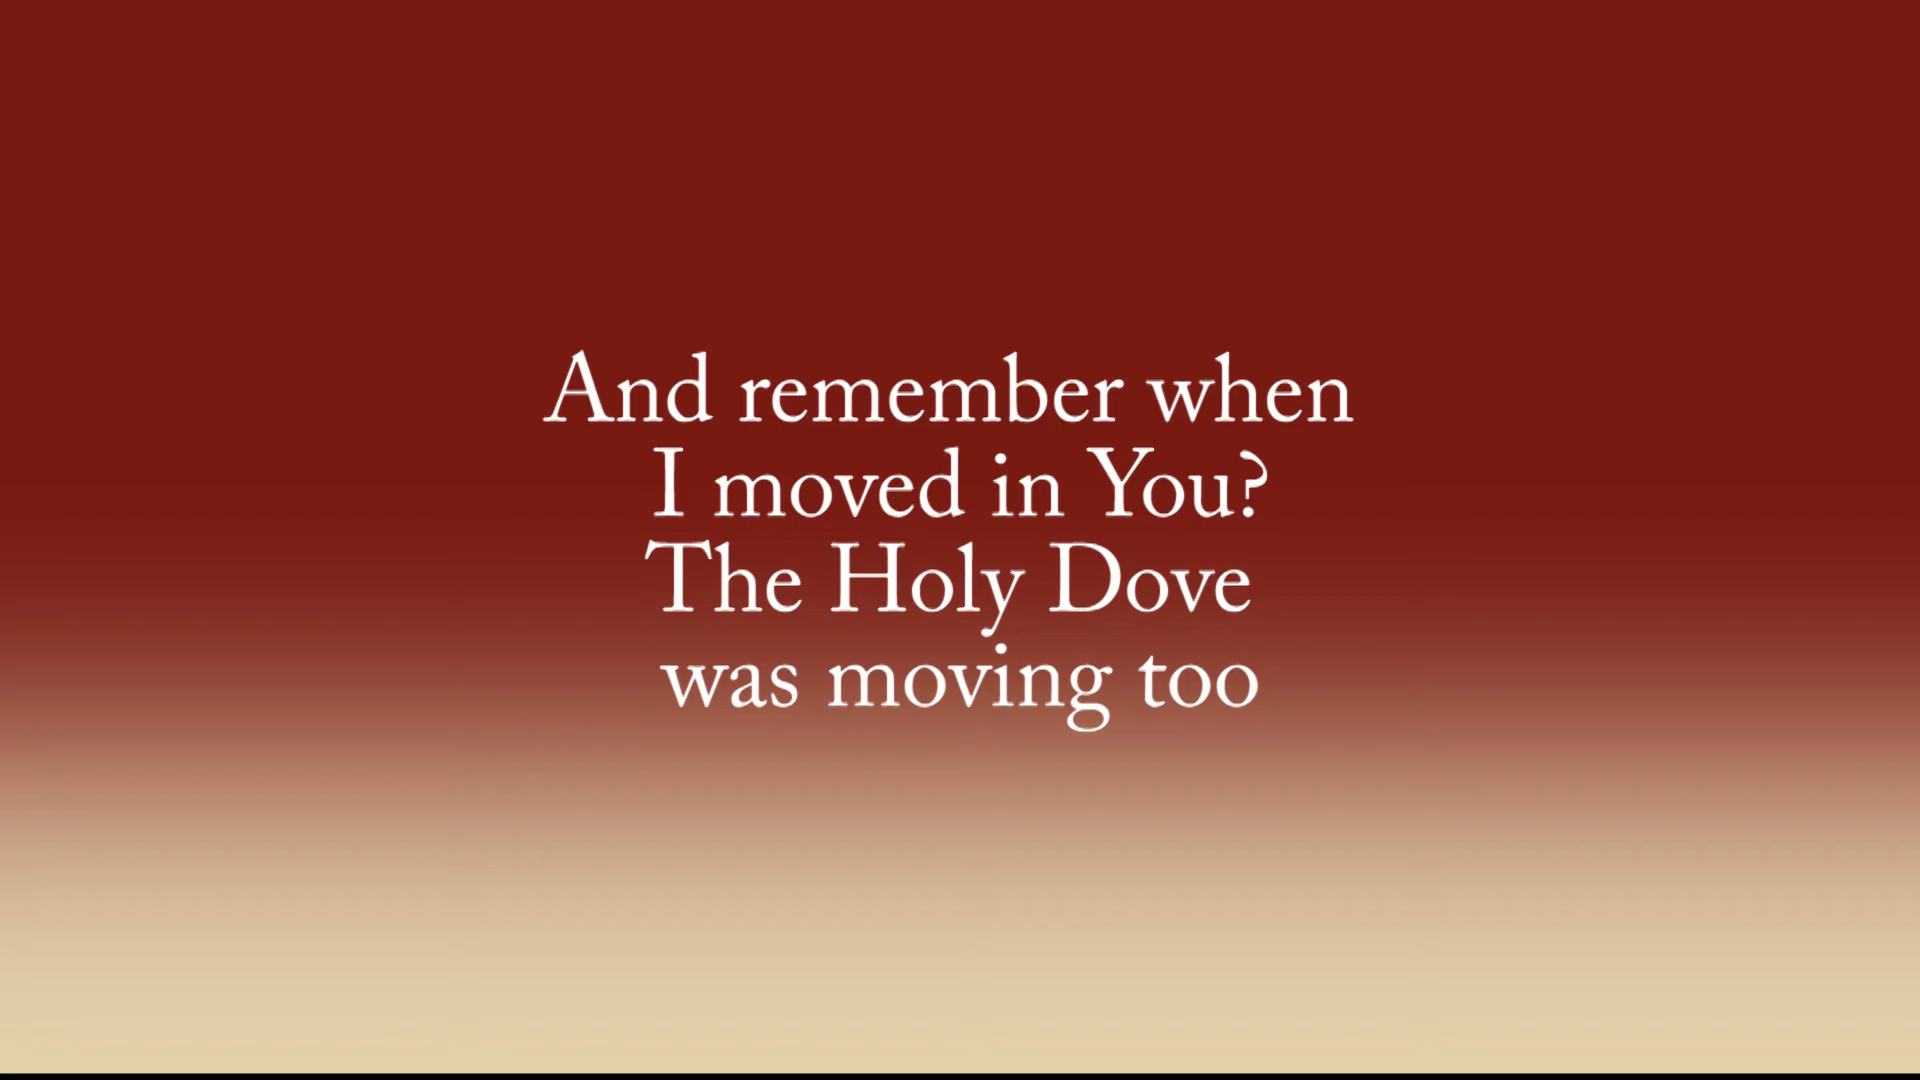 And remember when
I moved in You?
The Holy Dove
was moving too